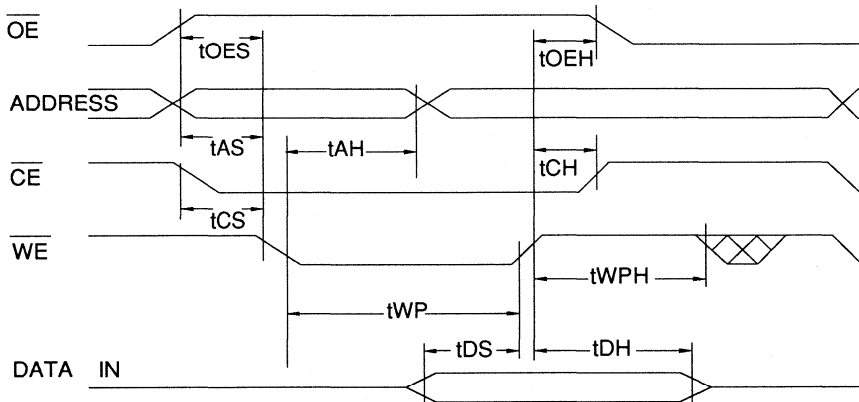 OE
tOES
tOEH
ADDRESS
tAS
tAH
tCH
CE
tCS
WE
tWPH
tWP
tDS
tDH
DATA IN